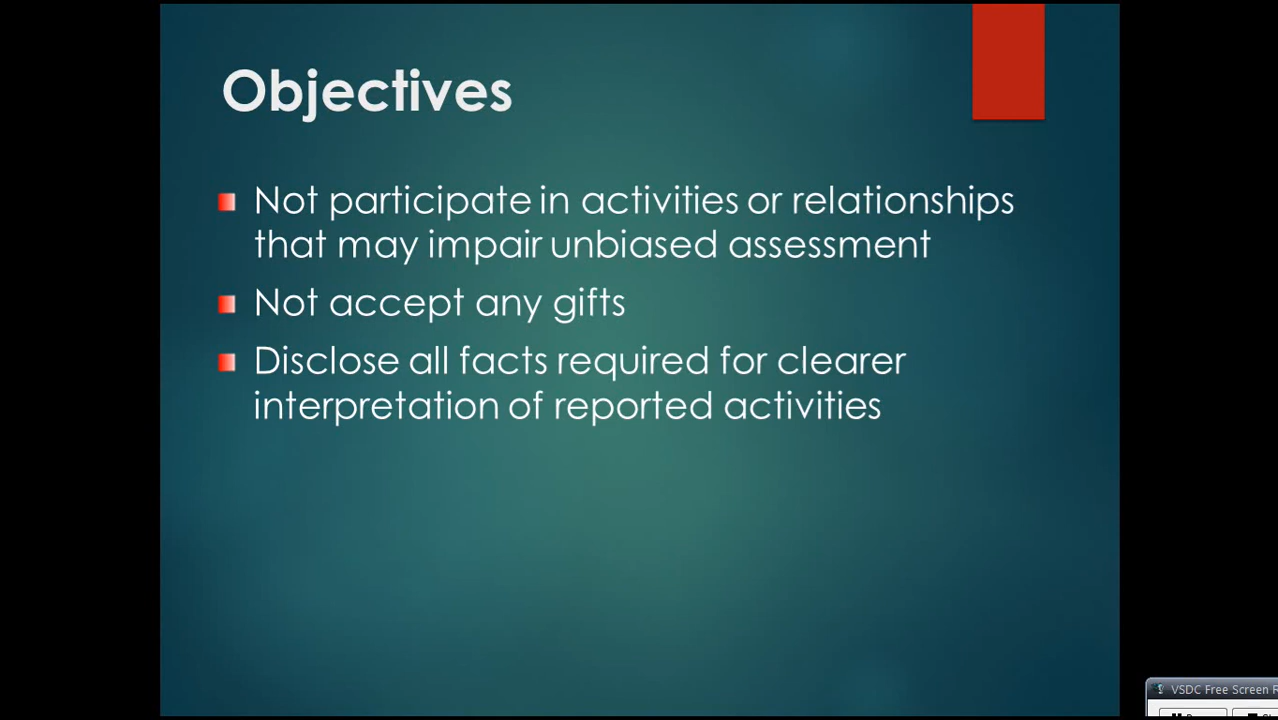 Objectives
Not participate in activities or relationships
that may impair unbiased assessment
Not accept any gifts
Disclose all facts required for clearer
interpretation of reported activities
VSDC Free Screen